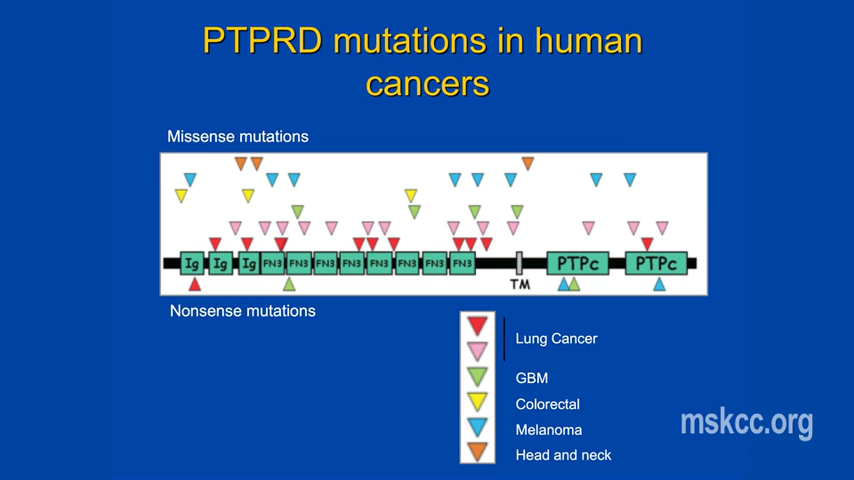 PTPRD mutations in human
cancers
Missense mutations
Ig Ig Ig FN3 FN3 FN3 FN3 FN3 FN3 FN3 FN3 PTPc PTPc
TM
Nonsense mutations
Lung Cancer
GBM
Colorectal
Melanoma
Head and neck
mskcc.org